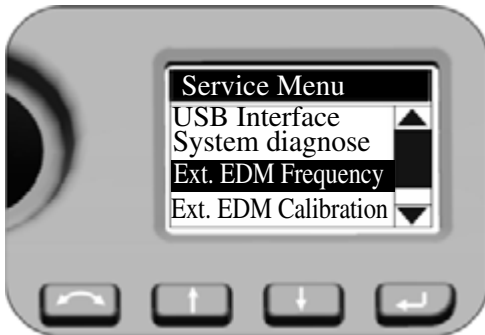 Service Menu
USB Interface
System diagnose
Ext. EDM Frequency
Ext. EDM Calibration